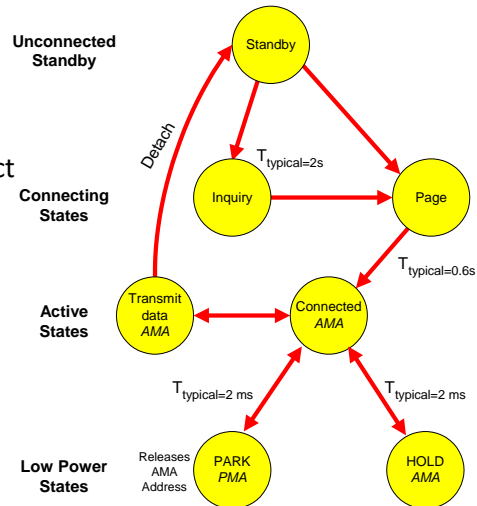 Unconnected
Standby
Standby
Detach
ct
T typical=2s
Connecting
States
Inquiry
Page
T typical=0.6s
Active
States
Transmit
data
AMA
Connected
AMA
T typical=2 ms
T typical=2 ms
Low Power
States
Releases
AMA
Address
PARK
PMA
HOLD
AMA